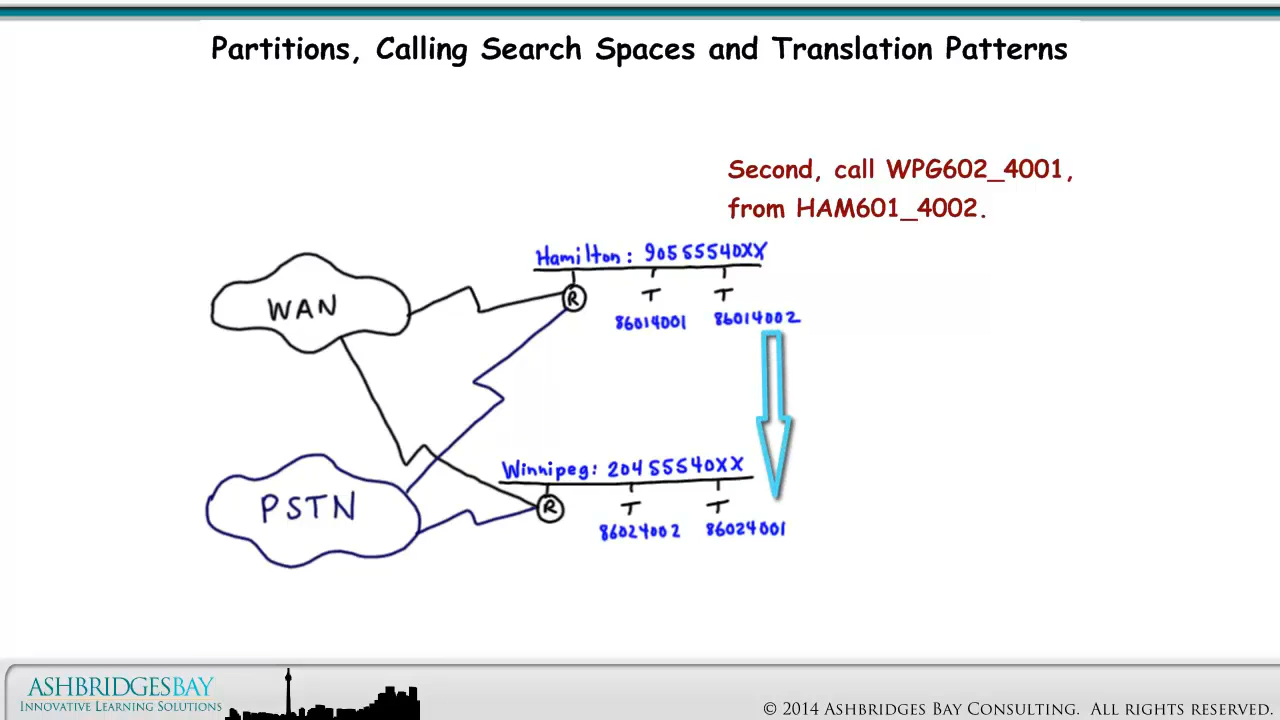 Partitions, Calling Search Spaces and Translation Patterns
Second, call WPG602_4001,
from HAM601_4002.
Hamilton: 90555540XX
WAN
R
T
T
86014001
86014002
Winnipeg: 20455540XX
PSTN
R
T
T
86024002
86024001
ASHBRIDGESBAY
INNOVATIVE LEARNING SOLUTIONS
© 2014 ASHBRIDGES BAY CONSULTING. ALL RIGHTS RESERVED.